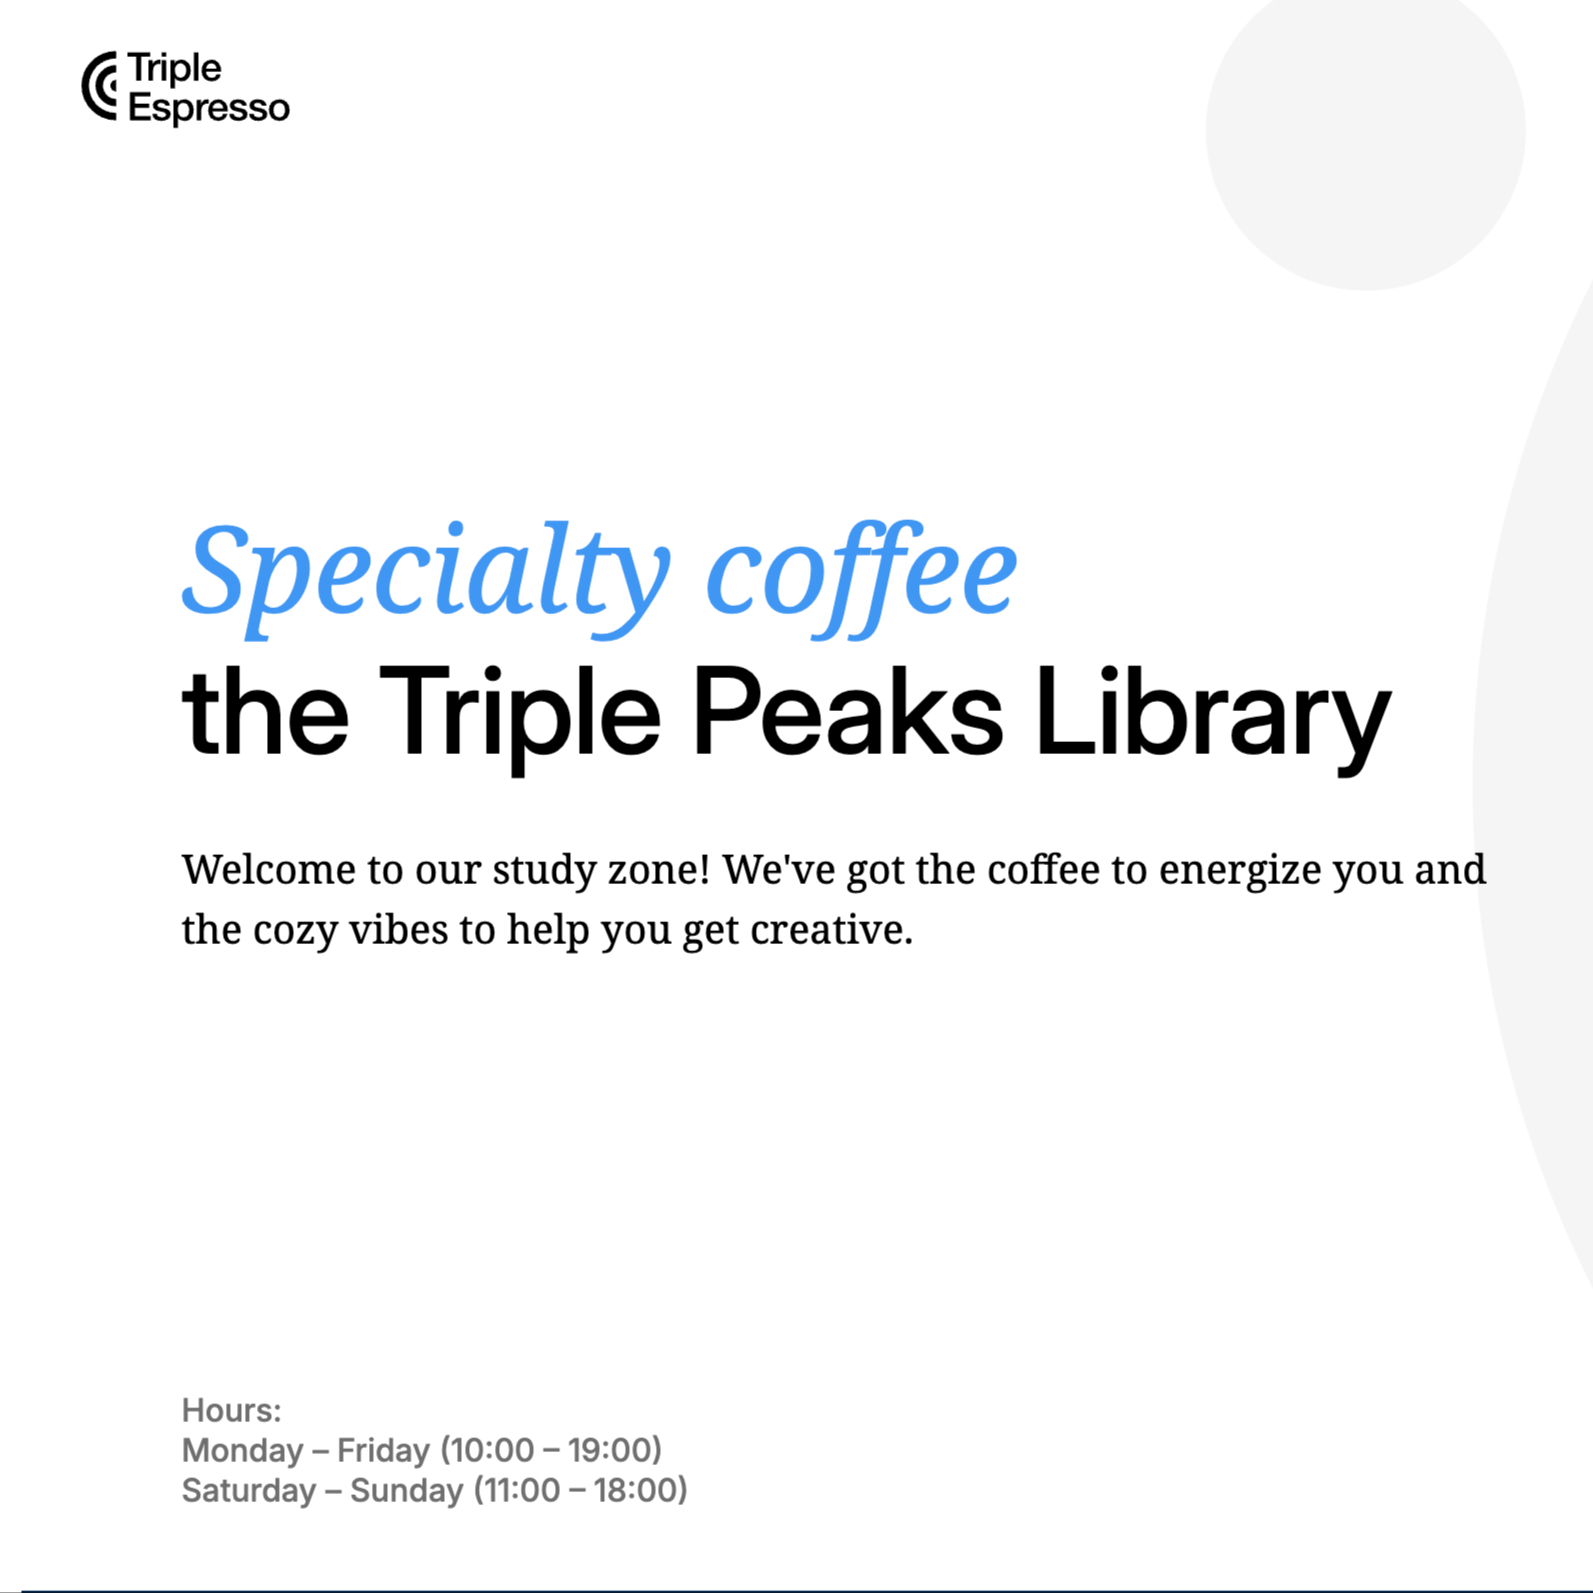 Triple
Espresso
Specialty coffee
the Triple Peaks Library
Welcome to our study zone! We've got the coffee to energize you and
the cozy vibes to help you get creative.
Hours:
Monday – Friday (10:00 – 19:00)
Saturday – Sunday (11:00 – 18:00)